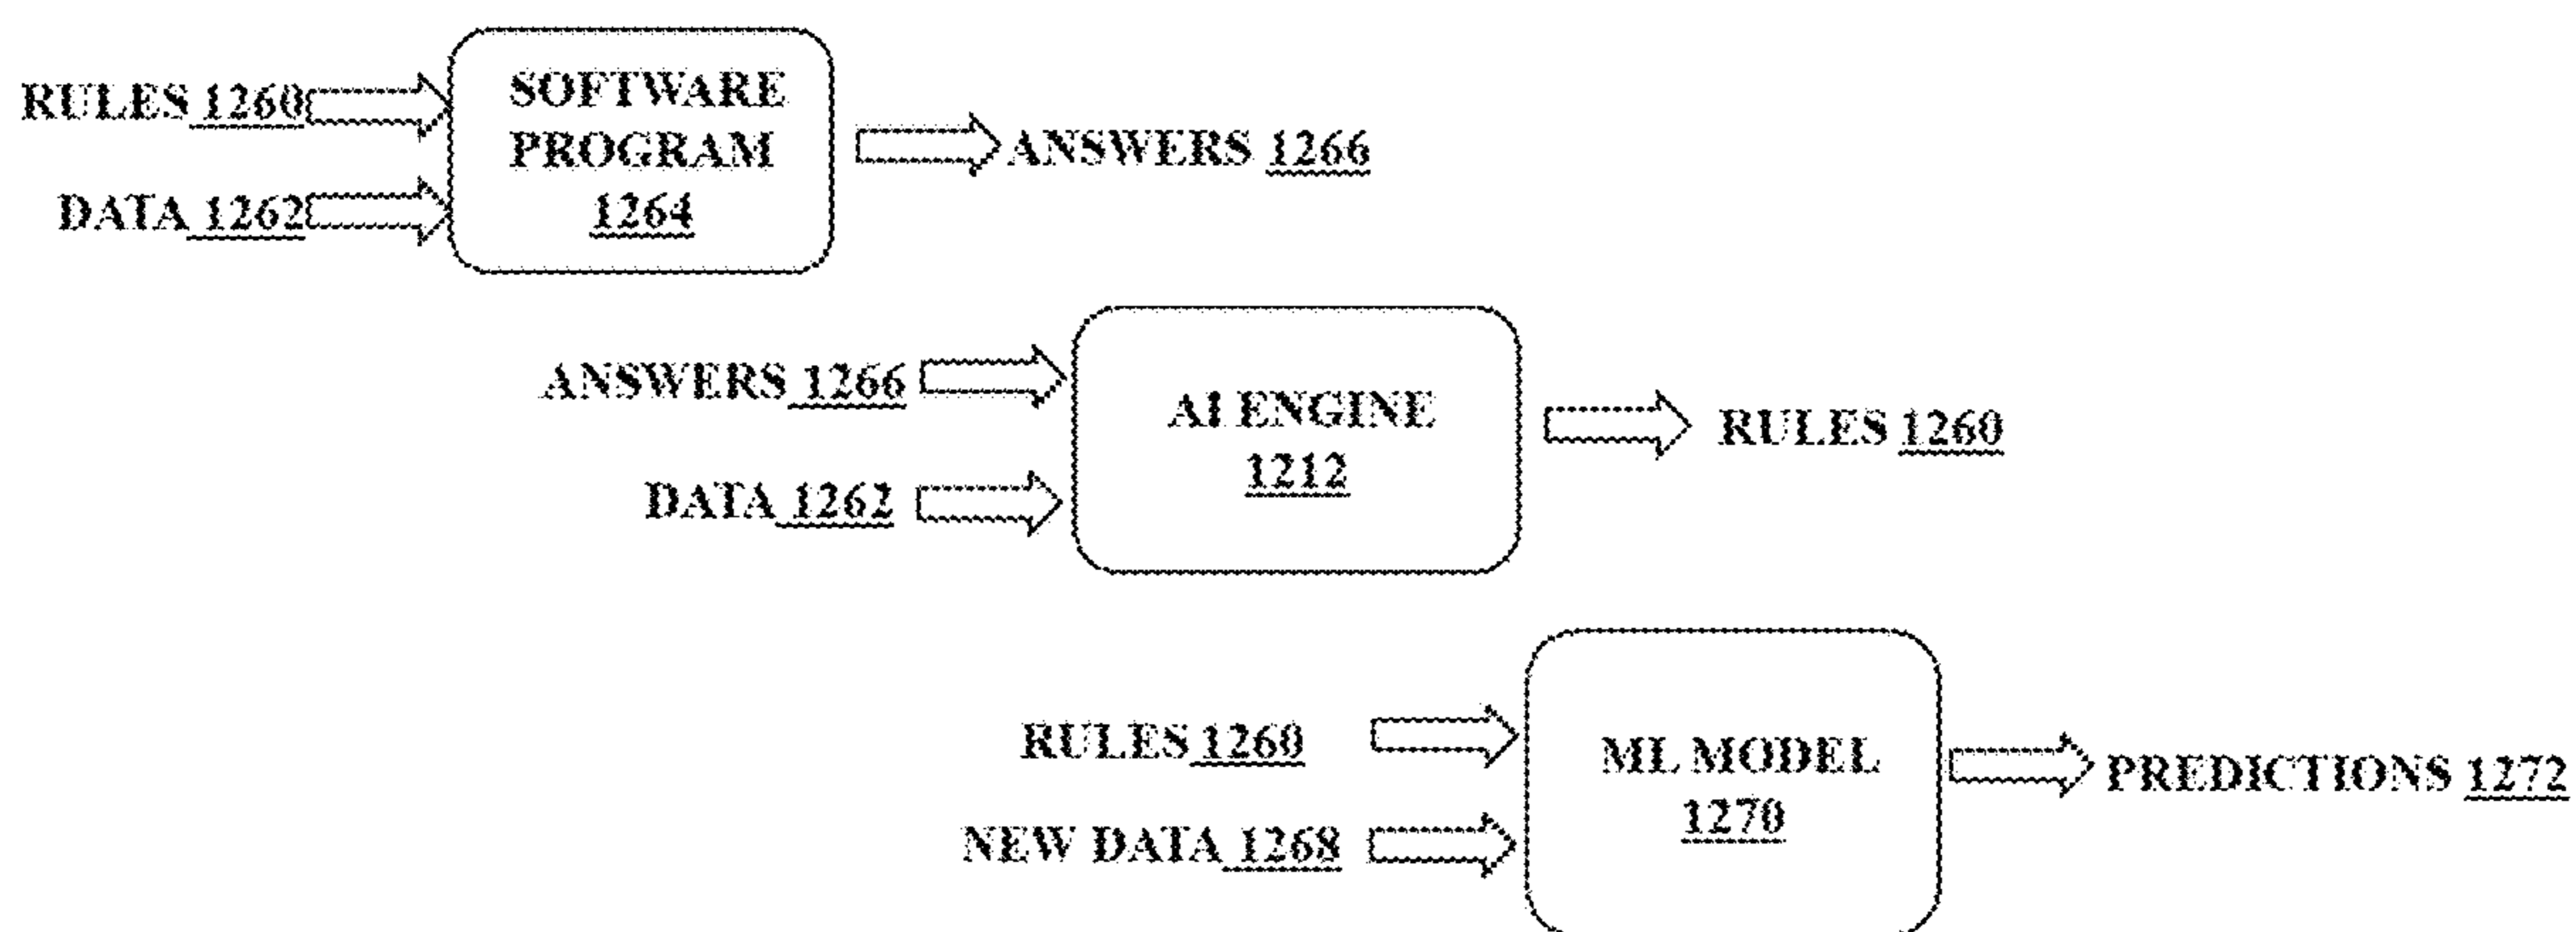 RULES 1260
DATA 1262
SOFTWARE
PROGRAM
1264
ANSWERS 1266
ANSWERS 1266
DATA 1262
AI ENGINE
1212
RULES 1260
RULES 1260
NEW DATA 1268
ML MODEL
1270
PREDICTIONS 1272